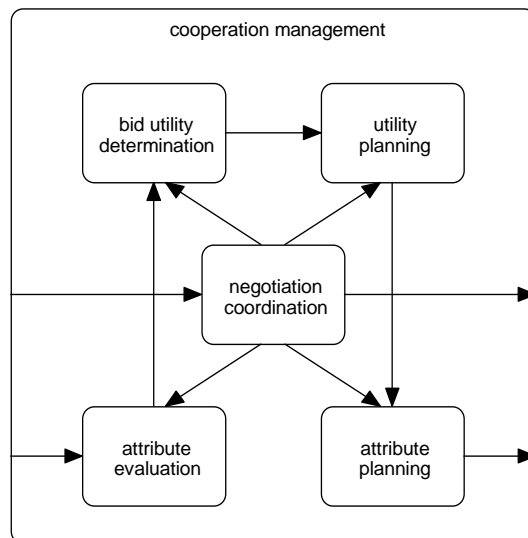 cooperation management
bid utility
determination
utility
planning
negotiation
coordination
attribute
evaluation
attribute
planning